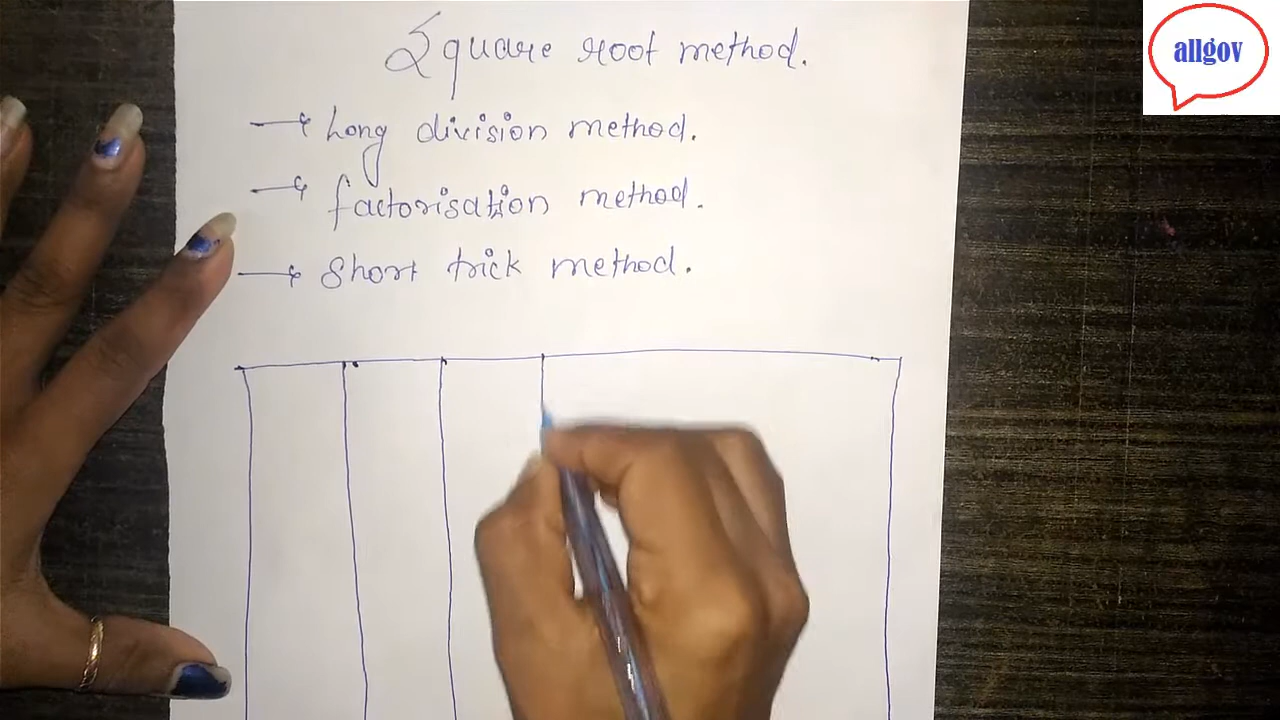 Square root method.
→ Long division method.
→ factorisation method.
→ Short trick method.
allgov